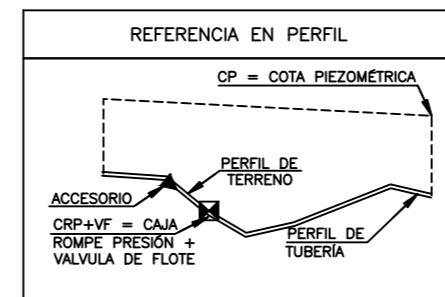 REFERENCIA EN PERFIL
CP = COTA PIEZOMÉTRICA
PERFIL DE
TERRENO
ACCESORIO
CRP+VF = CAJA
ROMPE PRESIÓN +
VALVULA DE FLOTE
PERFIL DE
TUBERÍA